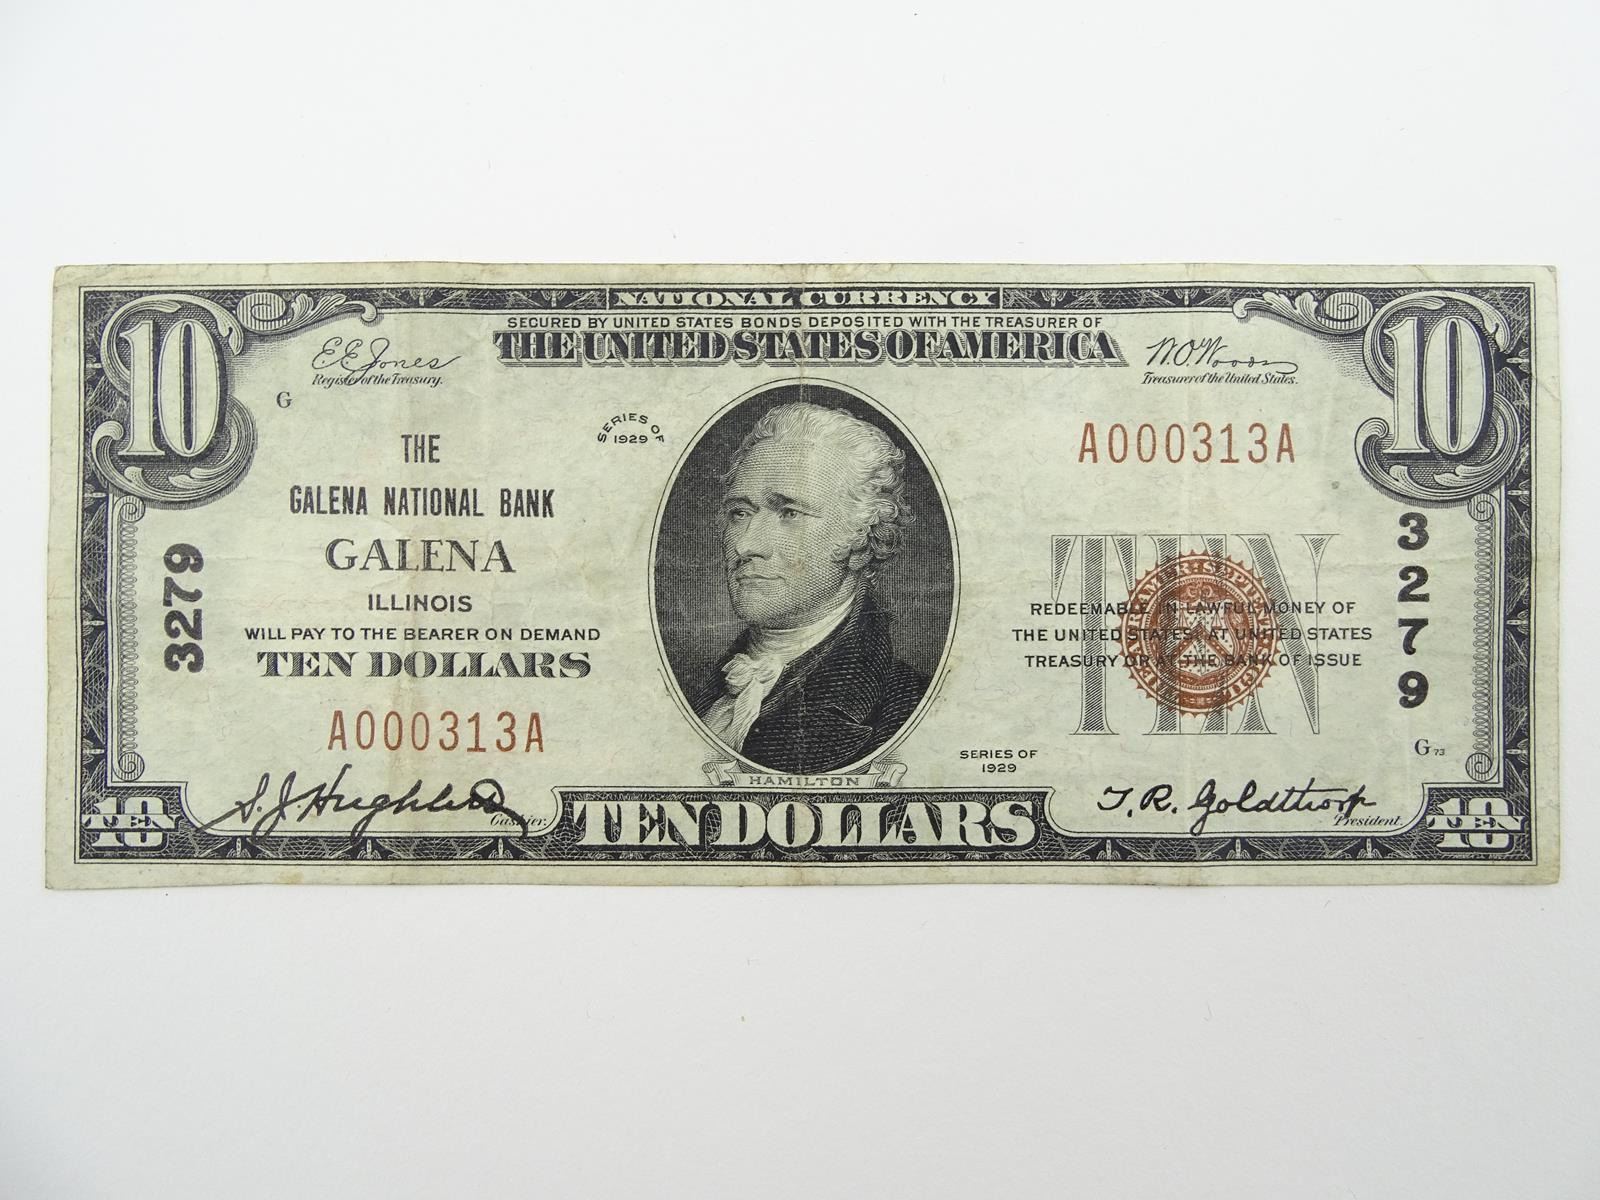 NATIONAL CURRENCY
SECURED BY UNITED STATES BONDS DEPOSITED WITH THE TREASURER OF
THE UNITED STATES OF AMERICA
10
10
E.E. Jones
Register of the Treasury.
W.O. Woods
Treasurer of the United States.
G
SERIES OF
1929
THE
GALENA NATIONAL BANK
GALENA
ILLINOIS
WILL PAY TO THE BEARER ON DEMAND
TEN DOLLARS
A000313A
A000313A
3279
3279
TEN
REDEEMABLE IN LAWFUL MONEY OF
THE UNITED STATES AT UNITED STATES
TREASURY OR AT THE BANK OF ISSUE
SERIES OF
1929
G73
HAMILTON
S. J.
Cashier.
T. R. Goldthorp
President.
10
TEN
TEN DOLLARS
10
TEN